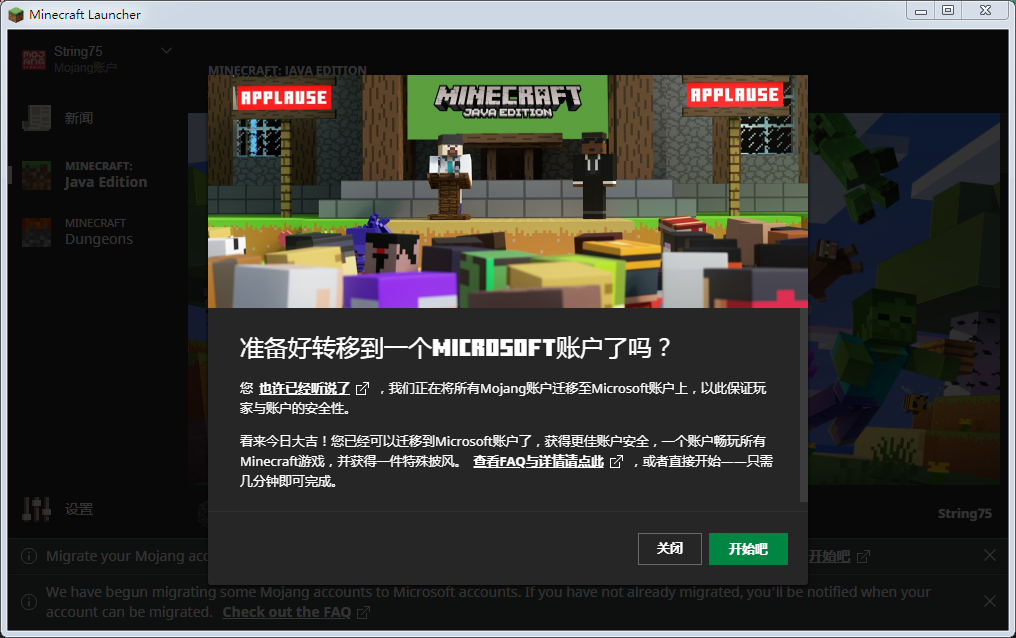 Minecraft Launcher
String75
Mojang账户
新闻
MINECRAFT:
Java Edition
MINECRAFT
Dungeons
设置
MINECRAFT: JAVA EDITION
APPLAUSE
MINECRAFT
JAVA EDITION
APPLAUSE
准备好转移到一个MICROSOFT账户了吗？
您 也许已经听说了 ，我们正在将所有Mojang账户迁移至Microsoft账户上，以此保证玩
家与账户的安全性。
看来今日大吉！您已经可以迁移到Microsoft账户了，获得更佳账户安全，一个账户畅玩所有
Minecraft游戏，并获得一件特殊披风。 查看FAQ与详情请点此 ，或者直接开始——只需
几分钟即可完成。
关闭
开始吧
String75
Migrate your Mojang acc
开始吧
We have begun migrating some Mojang accounts to Microsoft accounts. If you have not already migrated, you'll be notified when your
account can be migrated. Check out the FAQ